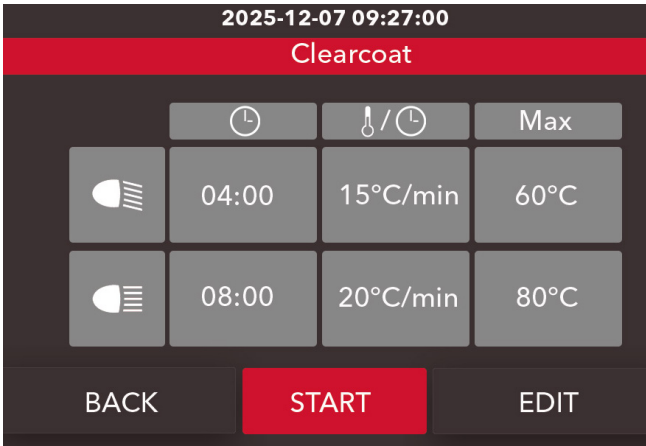 2025-12-07 09:27:00
Clearcoat
/ Max
04:00 15°C/min 60°C
08:00 20°C/min 80°C
BACK START EDIT